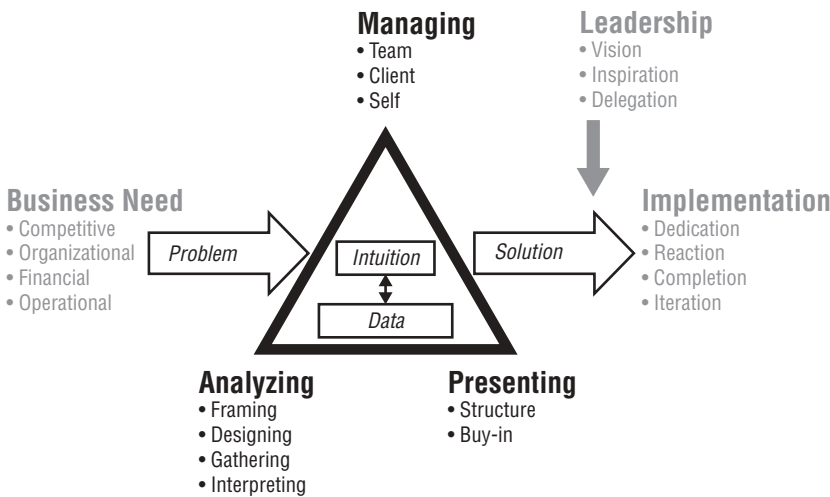 Managing
• Team
• Client
• Self
Leadership
• Vision
• Inspiration
• Delegation
Business Need
• Competitive
• Organizational
• Financial
• Operational
Problem
Intuition
Data
Solution
Implementation
• Dedication
• Reaction
• Completion
• Iteration
Analyzing
• Framing
• Designing
• Gathering
• Interpreting
Presenting
• Structure
• Buy-in